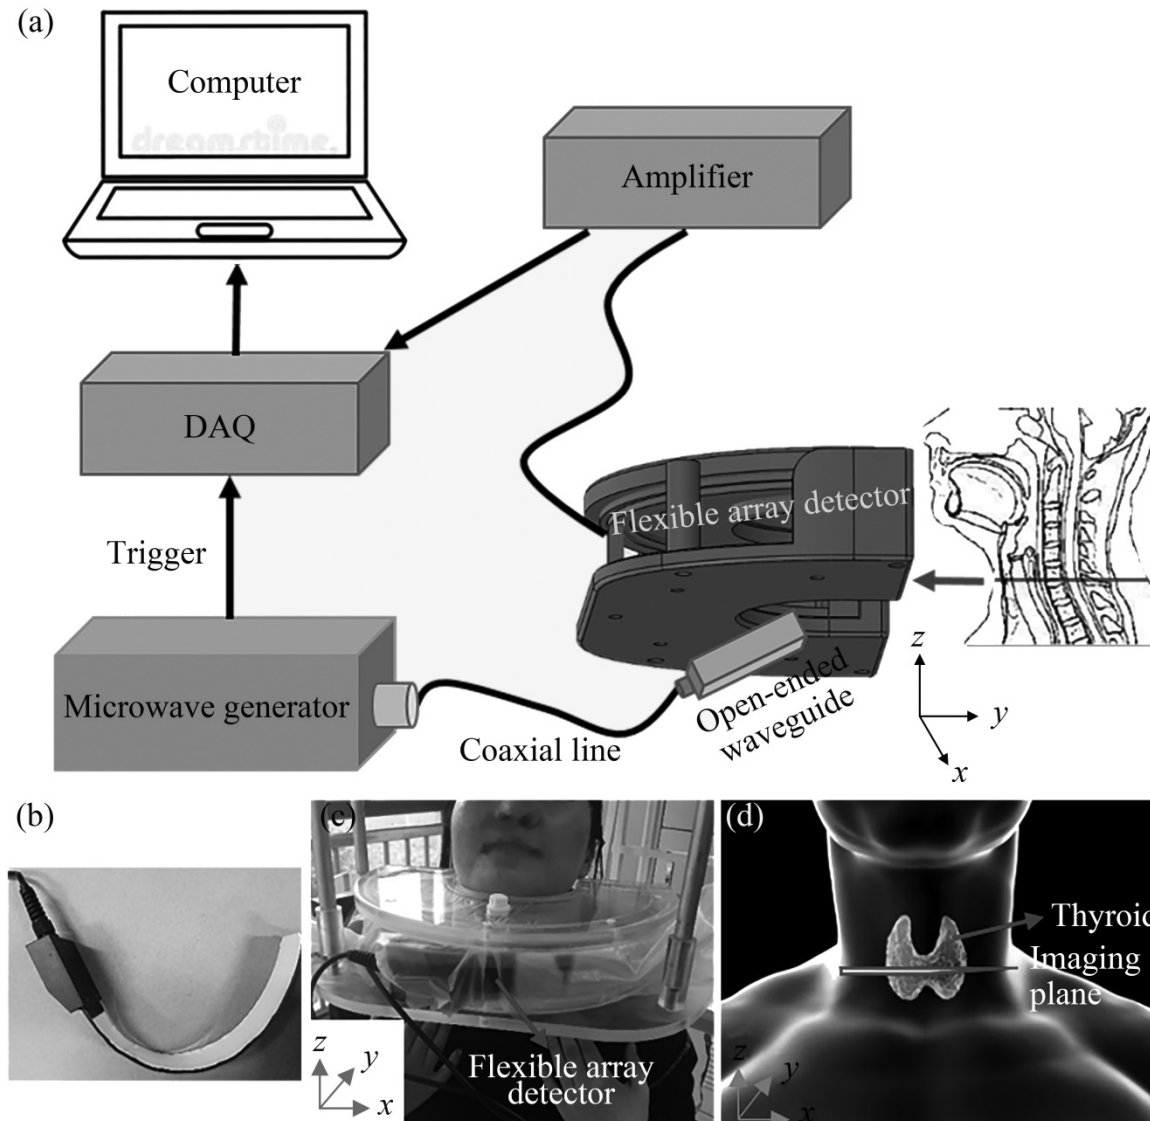 (a)
Computer
dreamstime.
Amplifier
DAQ
Flexible array detector
Trigger
z
Microwave generator
Open-ended
waveguide
y
Coaxial line
x
(b)
(c)
(d)
Thyroid
Imaging
plane
z
y
x
Flexible array
detector
z
y
x